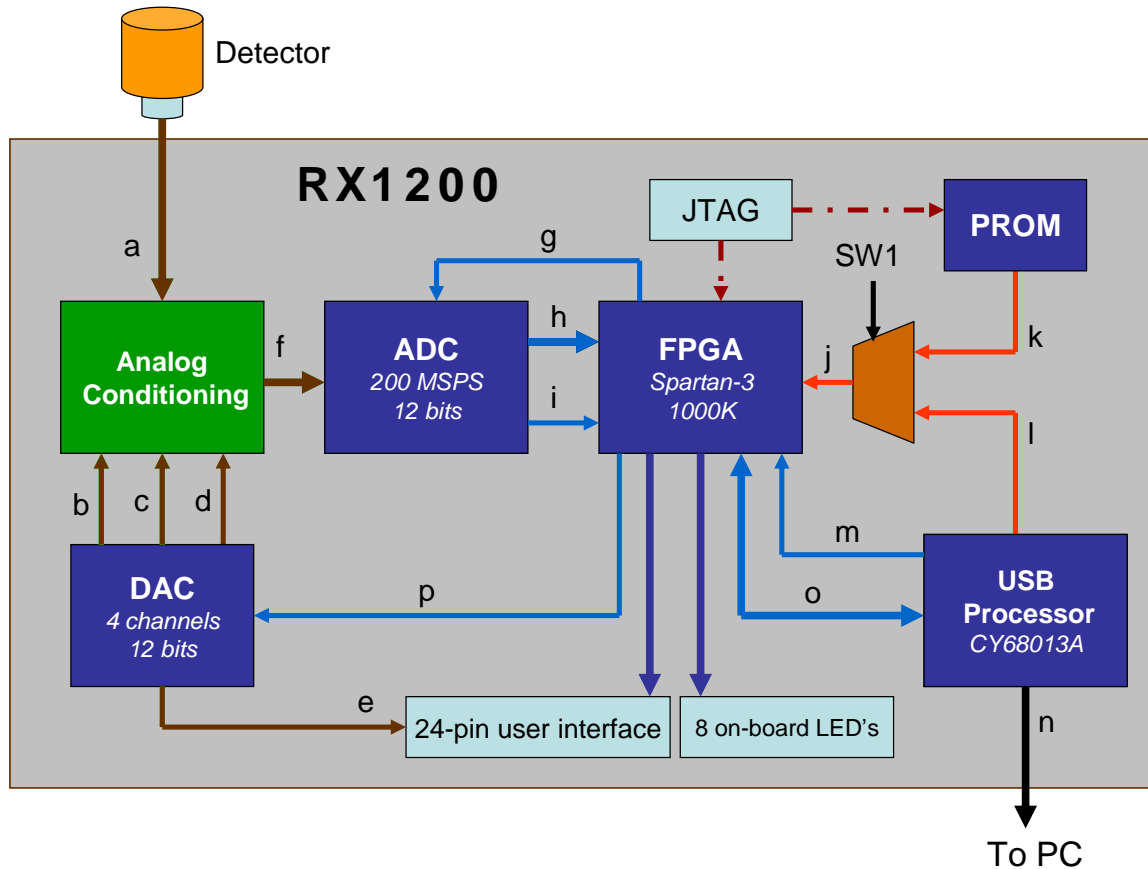 Detector
RX1200
JTAG
PROM
SW1
a
g
h
i
f
j
k
l
Analog
Conditioning
ADC
200 MSPS
12 bits
FPGA
Spartan-3
1000K
b
c
d
m
DAC
4 channels
12 bits
p
o
USB
Processor
CY68013A
e
24-pin user interface
8 on-board LED's
n
To PC